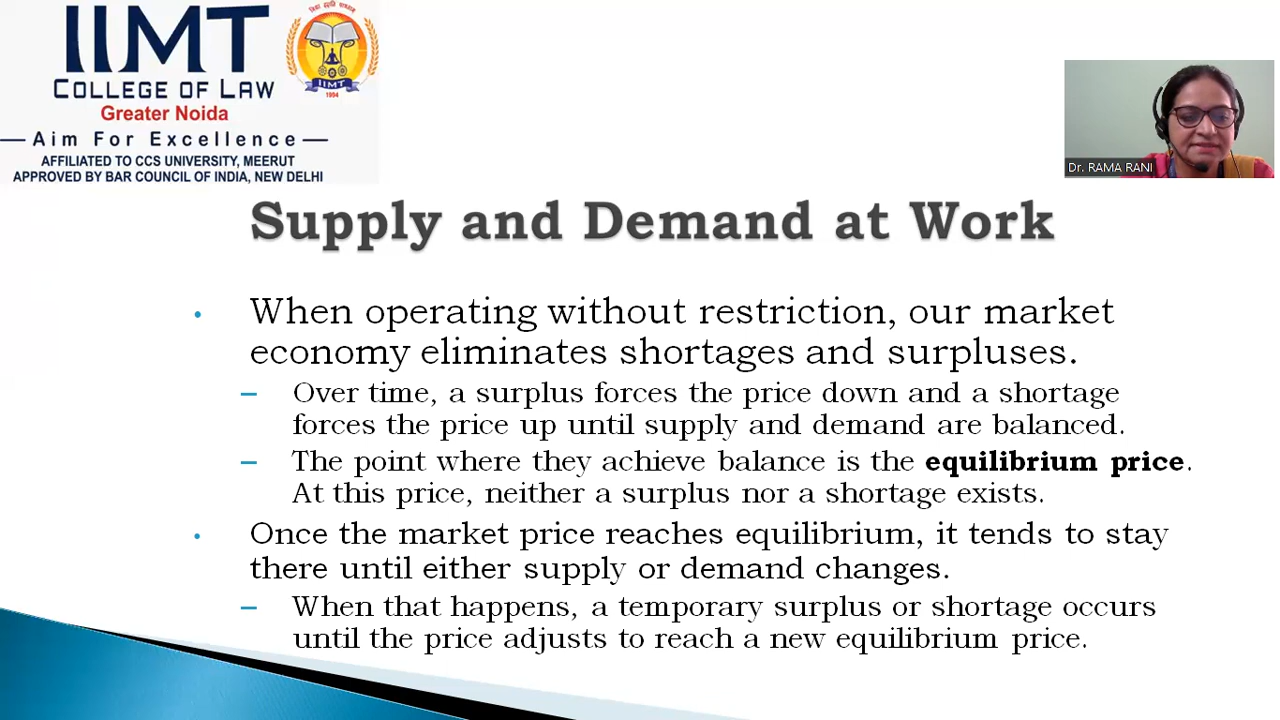 IIMT
COLLEGE OF LAW
Greater Noida
—Aim For Excellence—
AFFILIATED TO CCS UNIVERSITY, MEERUT
APPROVED BY BAR COUNCIL OF INDIA, NEW DELHI
IIMT
1994
Dr. RAMA RANI
Supply and Demand at Work
• When operating without restriction, our market
economy eliminates shortages and surpluses.
– Over time, a surplus forces the price down and a shortage
forces the price up until supply and demand are balanced.
– The point where they achieve balance is the equilibrium price.
At this price, neither a surplus nor a shortage exists.
• Once the market price reaches equilibrium, it tends to stay
there until either supply or demand changes.
– When that happens, a temporary surplus or shortage occurs
until the price adjusts to reach a new equilibrium price.